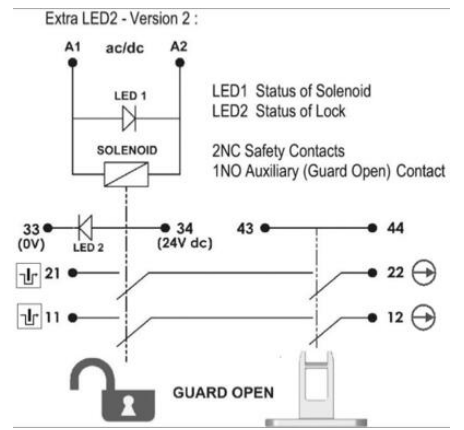 Extra LED2 - Version 2 :
A1 ac/dc A2
LED 1
LED1 Status of Solenoid
LED2 Status of Lock
SOLENOID
2NC Safety Contacts
1NO Auxiliary (Guard Open) Contact
33 34 43 44
(0V) LED 2 (24V dc)
21 22
11 12
GUARD OPEN